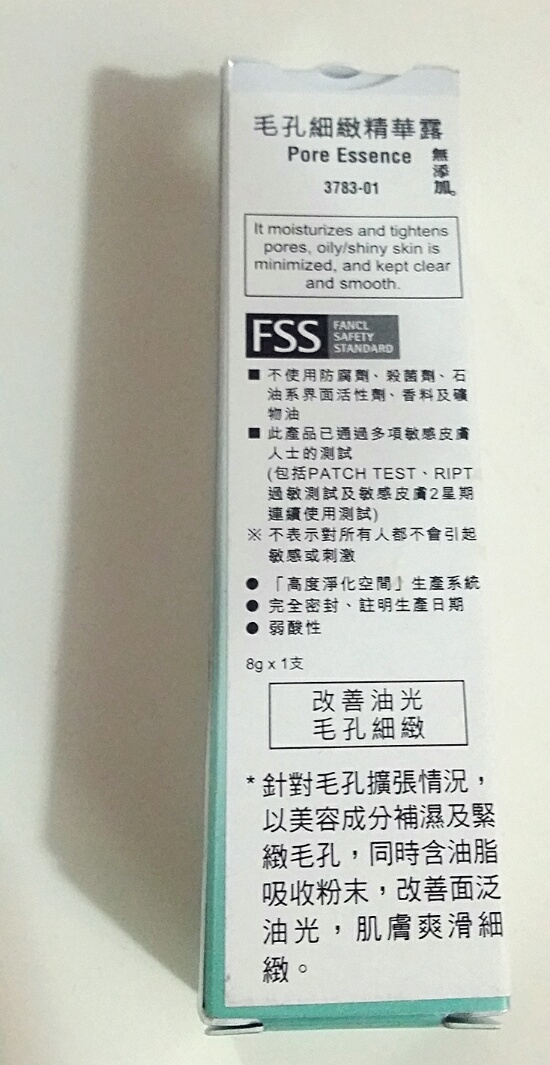 毛孔細緻精華露
Pore Essence
無添加。
3783-01
It moisturizes and tightens
pores, oily/shiny skin is
minimized, and kept clear
and smooth.
FSS
FANCL
SAFETY
STANDARD
■ 不使用防腐劑、殺菌劑、石
油系界面活性劑、香料及礦
物油
■ 此產品已通過多項敏感皮膚
人士的測試
(包括PATCH TEST、RIPT
過敏測試及敏感皮膚2星期
連續使用測試)
※ 不表示對所有人都不會引起
敏感或刺激
● 「高度淨化空間」生產系統
● 完全密封、註明生產日期
● 弱酸性
8g x 1支
改善油光
毛孔細緻
* 針對毛孔擴張情況，
以美容成分補濕及緊
緻毛孔，同時含油脂
吸收粉末，改善面泛
油光，肌膚爽滑細
緻。